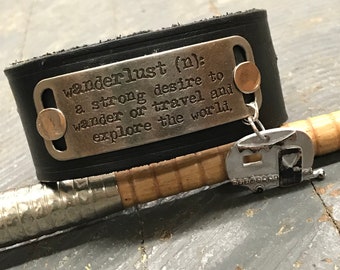 wanderlust (n):
a strong desire to
wander or travel and
explore the world.